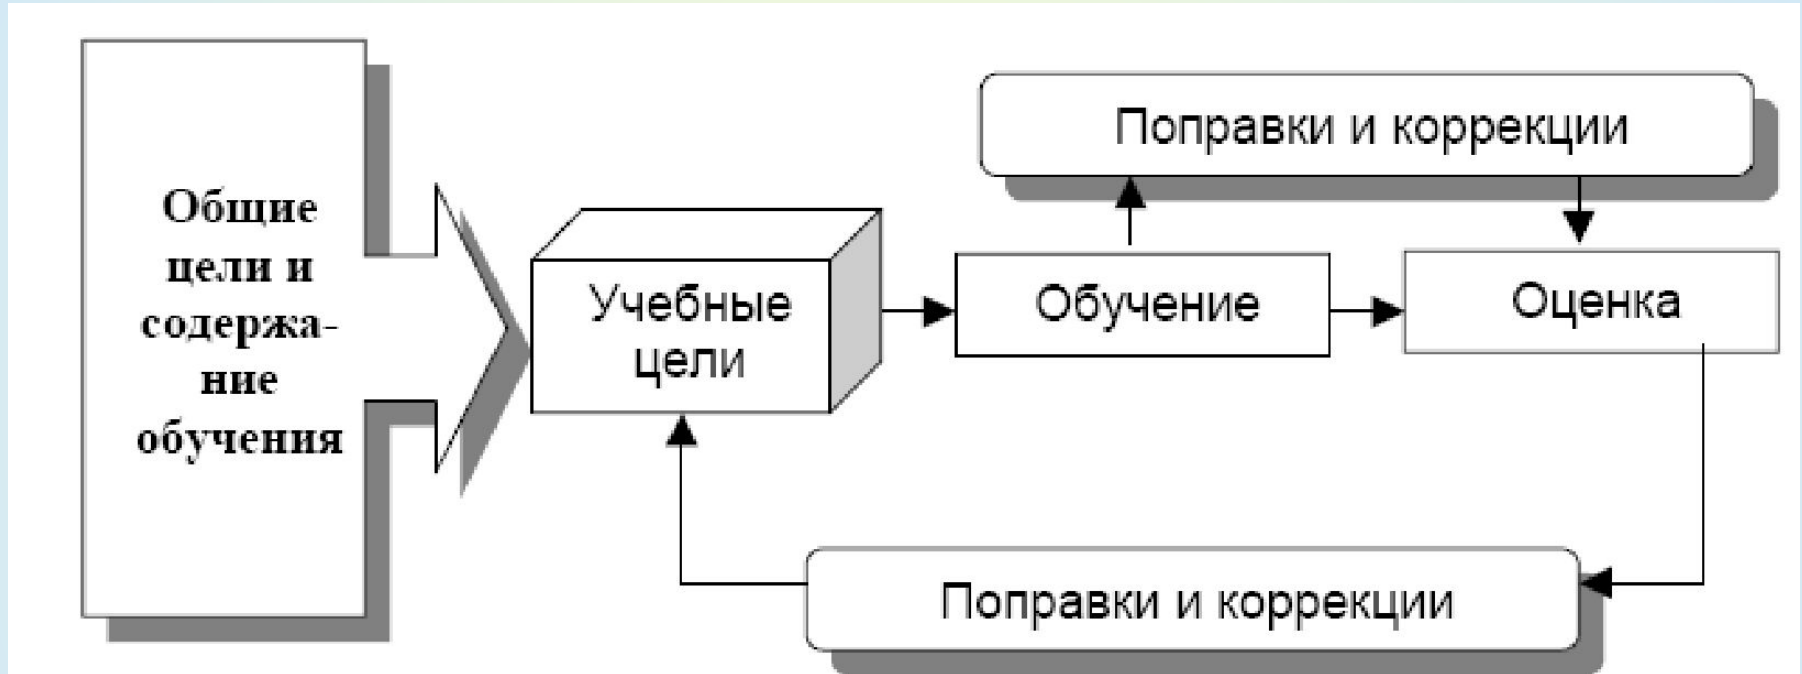 Общие
цели и
содержа-
ние
обучения
Учебные
цели
Обучение
Оценка
Поправки и коррекции
Поправки и коррекции